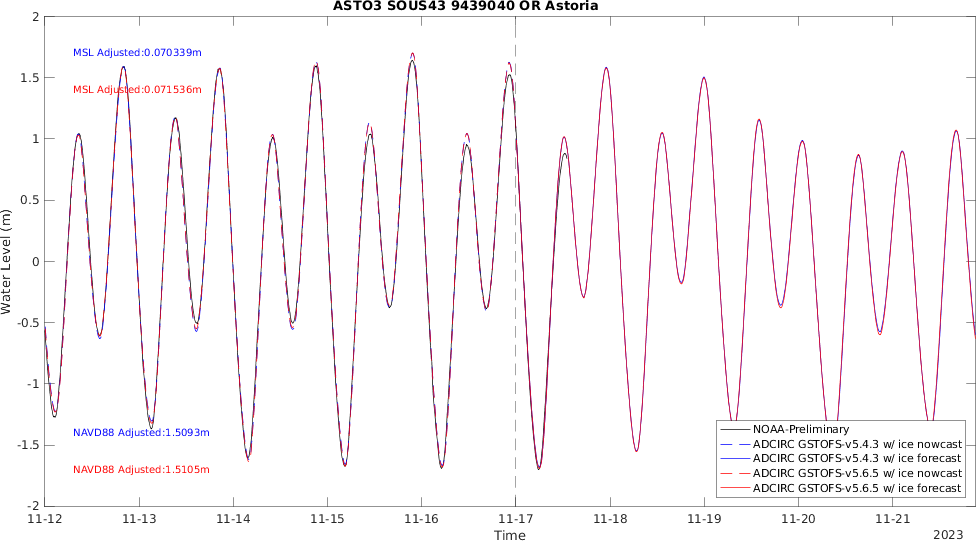 ASTO3 SOUS43 9439040 OR Astoria
2
1.5
1
0.5
0
-0.5
-1
-1.5
-2
Water Level (m)
MSL Adjusted:0.070339m
MSL Adjusted:0.071536m
NAVD88 Adjusted:1.5093m
NAVD88 Adjusted:1.5105m
NOAA-Preliminary
ADCIRC GSTOFS-v5.4.3 w/ ice nowcast
ADCIRC GSTOFS-v5.4.3 w/ ice forecast
ADCIRC GSTOFS-v5.6.5 w/ ice nowcast
ADCIRC GSTOFS-v5.6.5 w/ ice forecast
11-12 11-13 11-14 11-15 11-16 11-17 11-18 11-19 11-20 11-21
Time
2023